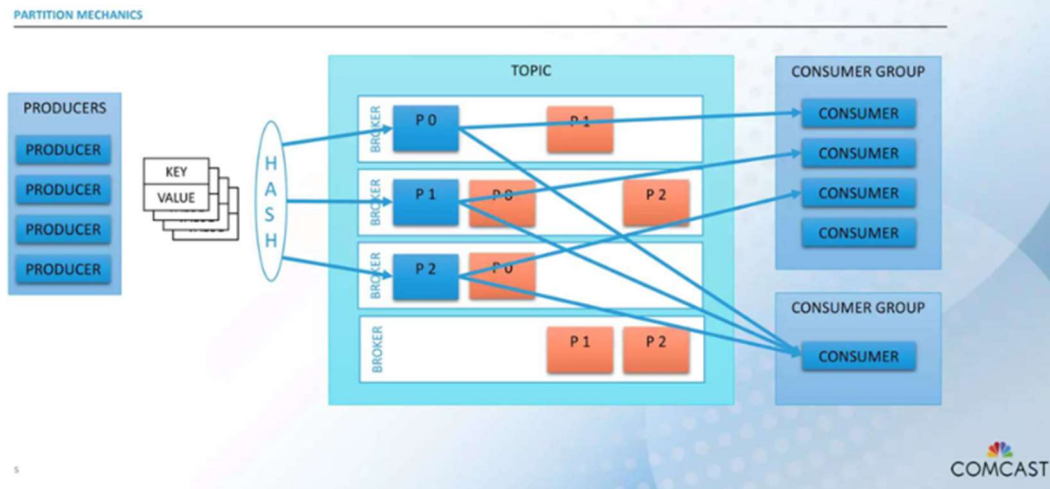 PARTITION MECHANICS
PRODUCERS
PRODUCER
PRODUCER
PRODUCER
PRODUCER
KEY
VALUE
HASH
TOPIC
BROKER
P 0
P 1
BROKER
P 1
P 0
P 2
BROKER
P 2
P 0
BROKER
P 1
P 2
CONSUMER GROUP
CONSUMER
CONSUMER
CONSUMER
CONSUMER
CONSUMER GROUP
CONSUMER
5
COMCAST